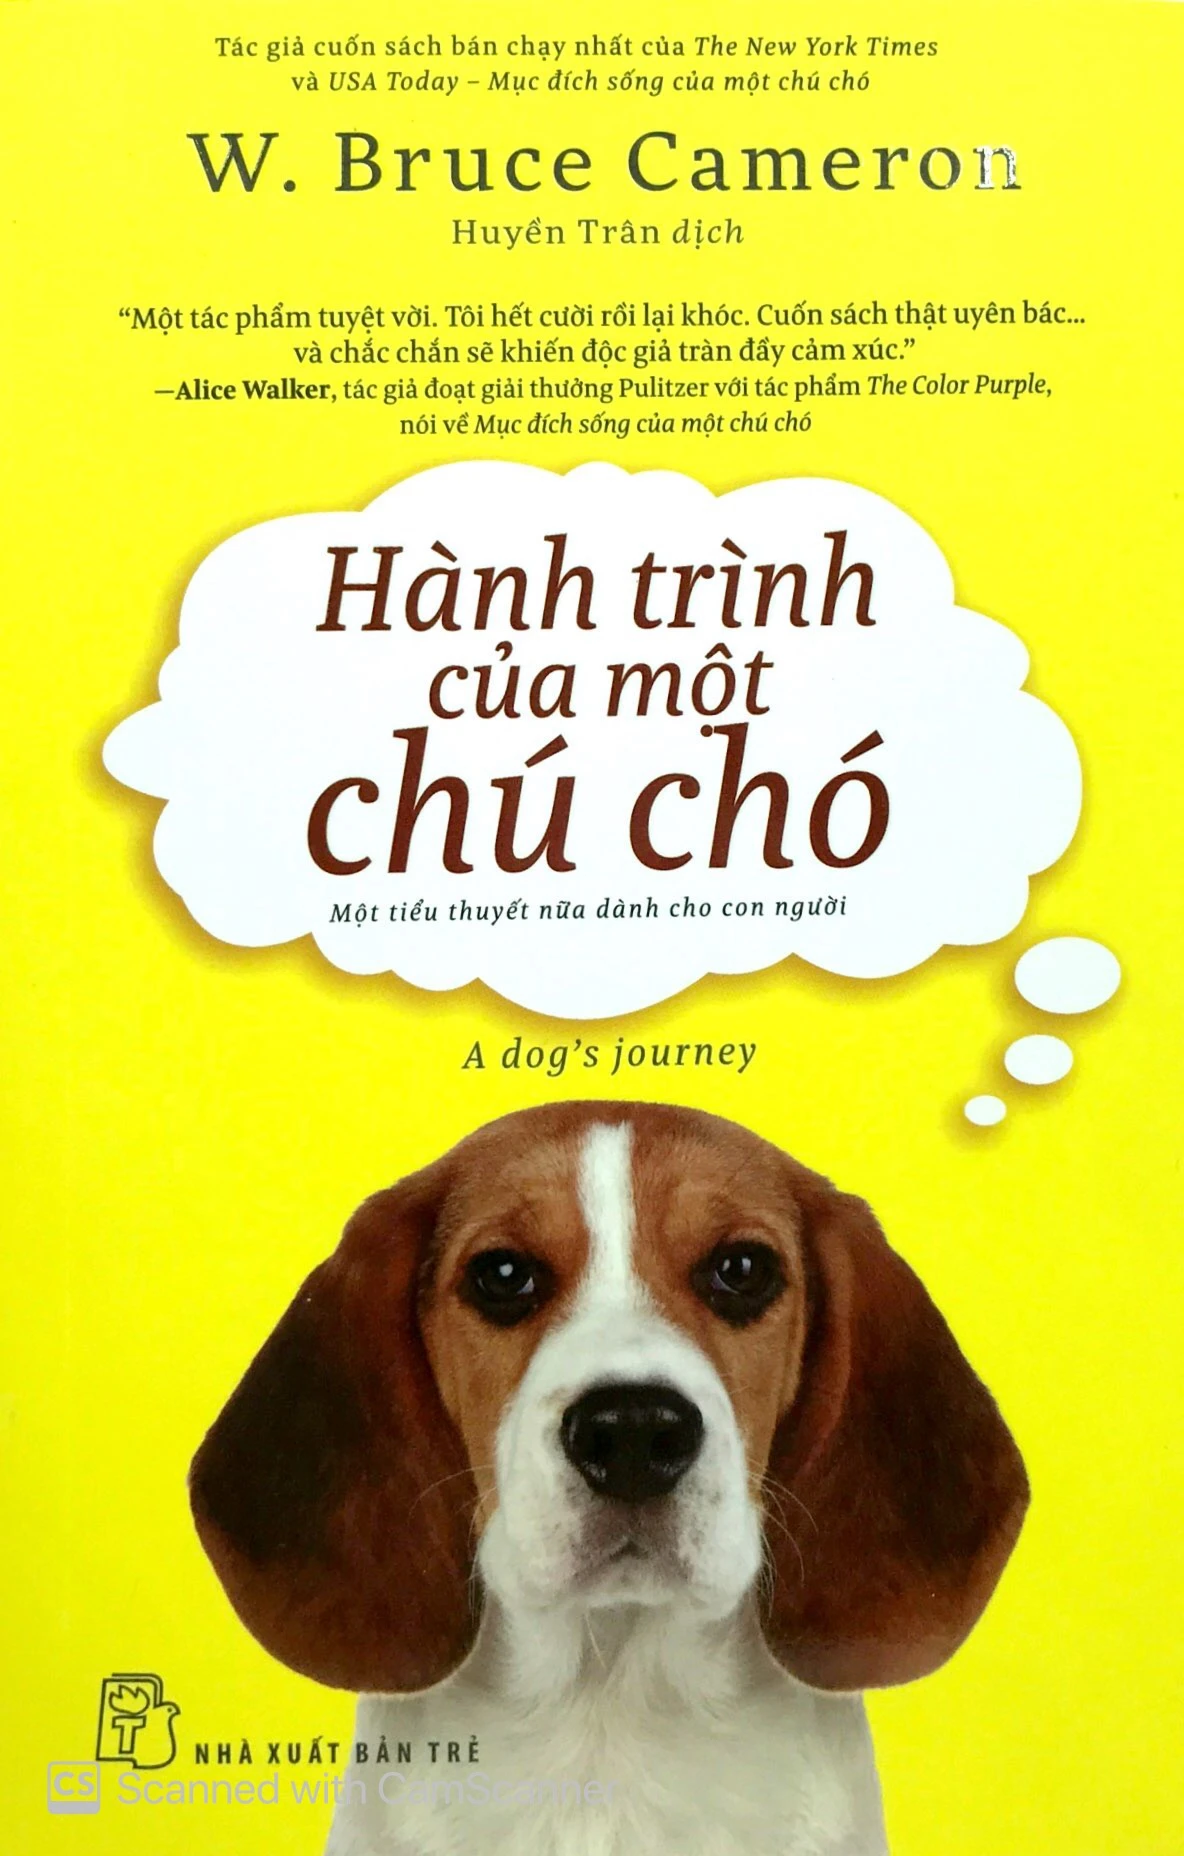 Tác giả cuốn sách bán chạy nhất của The New York Times
và USA Today – Mục đích sống của một chú chó
W. Bruce Cameron
Huyền Trân dịch
“Một tác phẩm tuyệt vời. Tôi hết cười rồi lại khóc. Cuốn sách thật uyên bác...
và chắc chắn sẽ khiến độc giả tràn đầy cảm xúc.”
—Alice Walker, tác giả đoạt giải thưởng Pulitzer với tác phẩm The Color Purple,
nói về Mục đích sống của một chú chó
Hành trình
của một
chú chó
Một tiểu thuyết nữa dành cho con người
A dog’s journey
T
NHÀ XUẤT BẢN TRẺ
CS Scanned with CamScanner